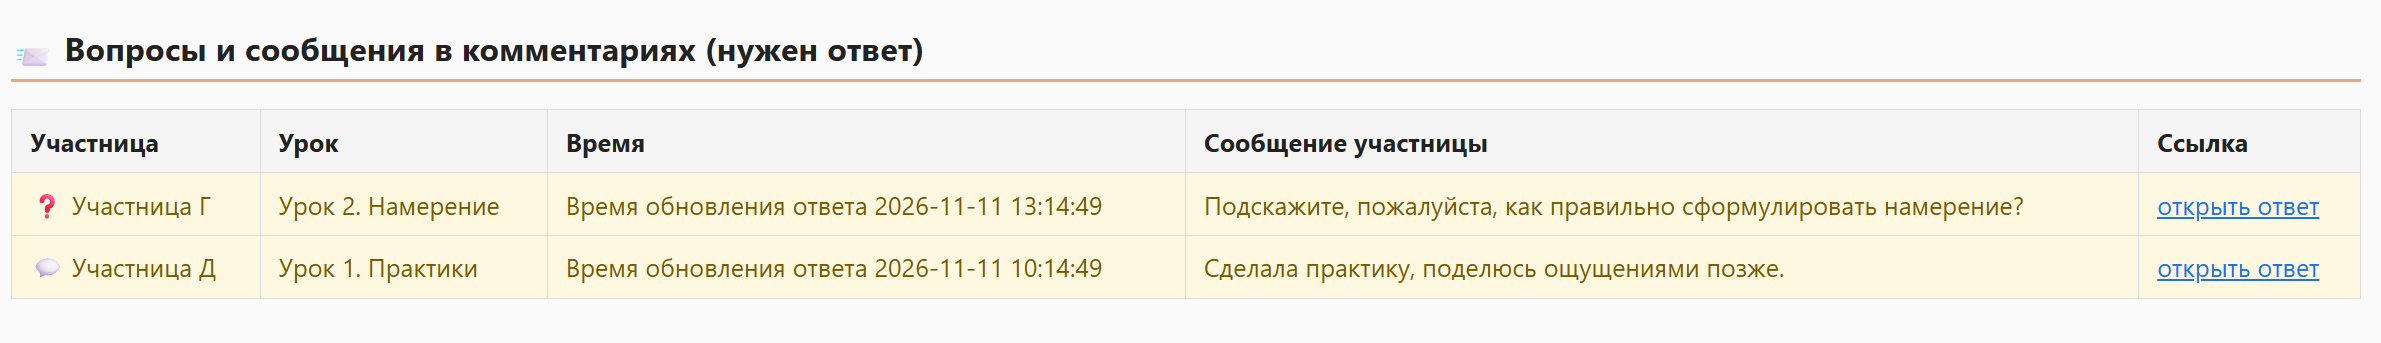 Вопросы и сообщения в комментариях (нужен ответ)
Участница Урок Время Сообщение участницы Ссылка
❓ Участница Г Урок 2. Намерение Время обновления ответа 2026-11-11 13:14:49 Подскажите, пожалуйста, как правильно сформулировать намерение? открыть ответ
Участница Д Урок 1. Практики Время обновления ответа 2026-11-11 10:14:49 Сделала практику, поделюсь ощущениями позже. открыть ответ